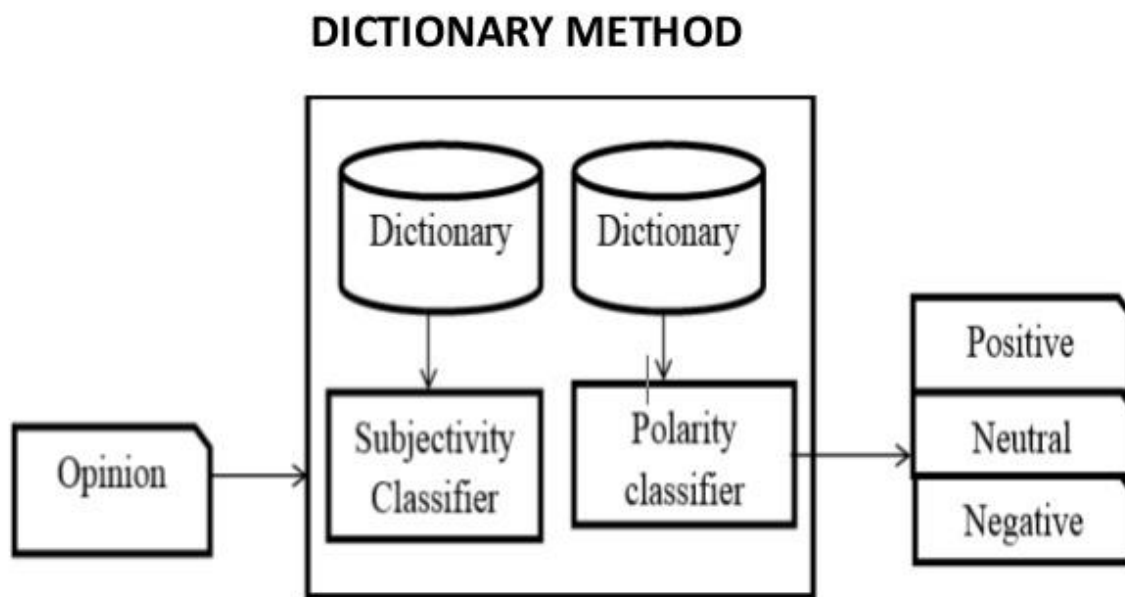 DICTIONARY METHOD
Dictionary
Dictionary
Opinion
Subjectivity
Classifier
Polarity
classifier
Positive
Neutral
Negative